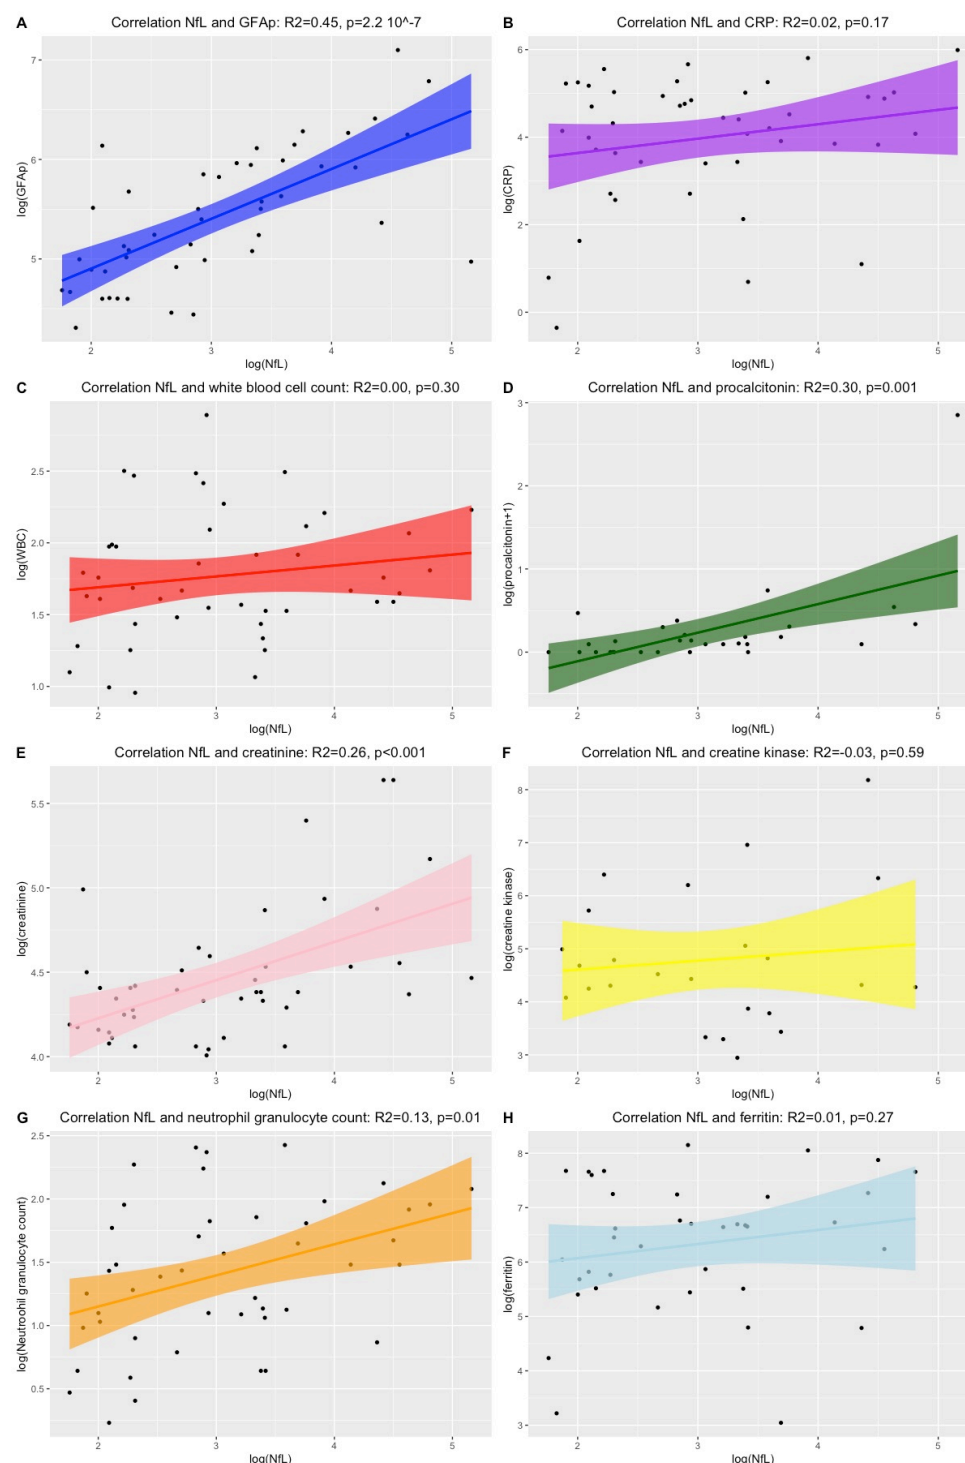 A Correlation NfL and GFAp: R2=0.45, p=2.2 10^-7
7
6
5
log(GFAp)
2 3 4 5
log(NfL)
B Correlation NfL and CRP: R2=0.02, p=0.17
6
4
2
0
log(CRP)
2 3 4 5
log(NfL)
C Correlation NfL and white blood cell count: R2=0.00, p=0.30
2.5
2.0
1.5
1.0
log(WBC)
2 3 4 5
log(NfL)
D Correlation NfL and procalcitonin: R2=0.30, p=0.001
3
2
1
0
log(procalcitonin+1)
2 3 4 5
log(NfL)
E Correlation NfL and creatinine: R2=0.26, p<0.001
5.5
5.0
4.5
4.0
log(creatinine)
2 3 4 5
log(NfL)
F Correlation NfL and creatine kinase: R2=-0.03, p=0.59
8
7
6
5
4
3
log(creatine kinase)
2 3 4 5
log(NfL)
G Correlation NfL and neutrophil granulocyte count: R2=0.13, p=0.01
2.5
2.0
1.5
1.0
0.5
log(Neutroohil granulocyte count)
2 3 4 5
log(NfL)
H Correlation NfL and ferritin: R2=0.01, p=0.27
8
7
6
5
4
3
log(ferritin)
2 3 4 5
log(NfL)